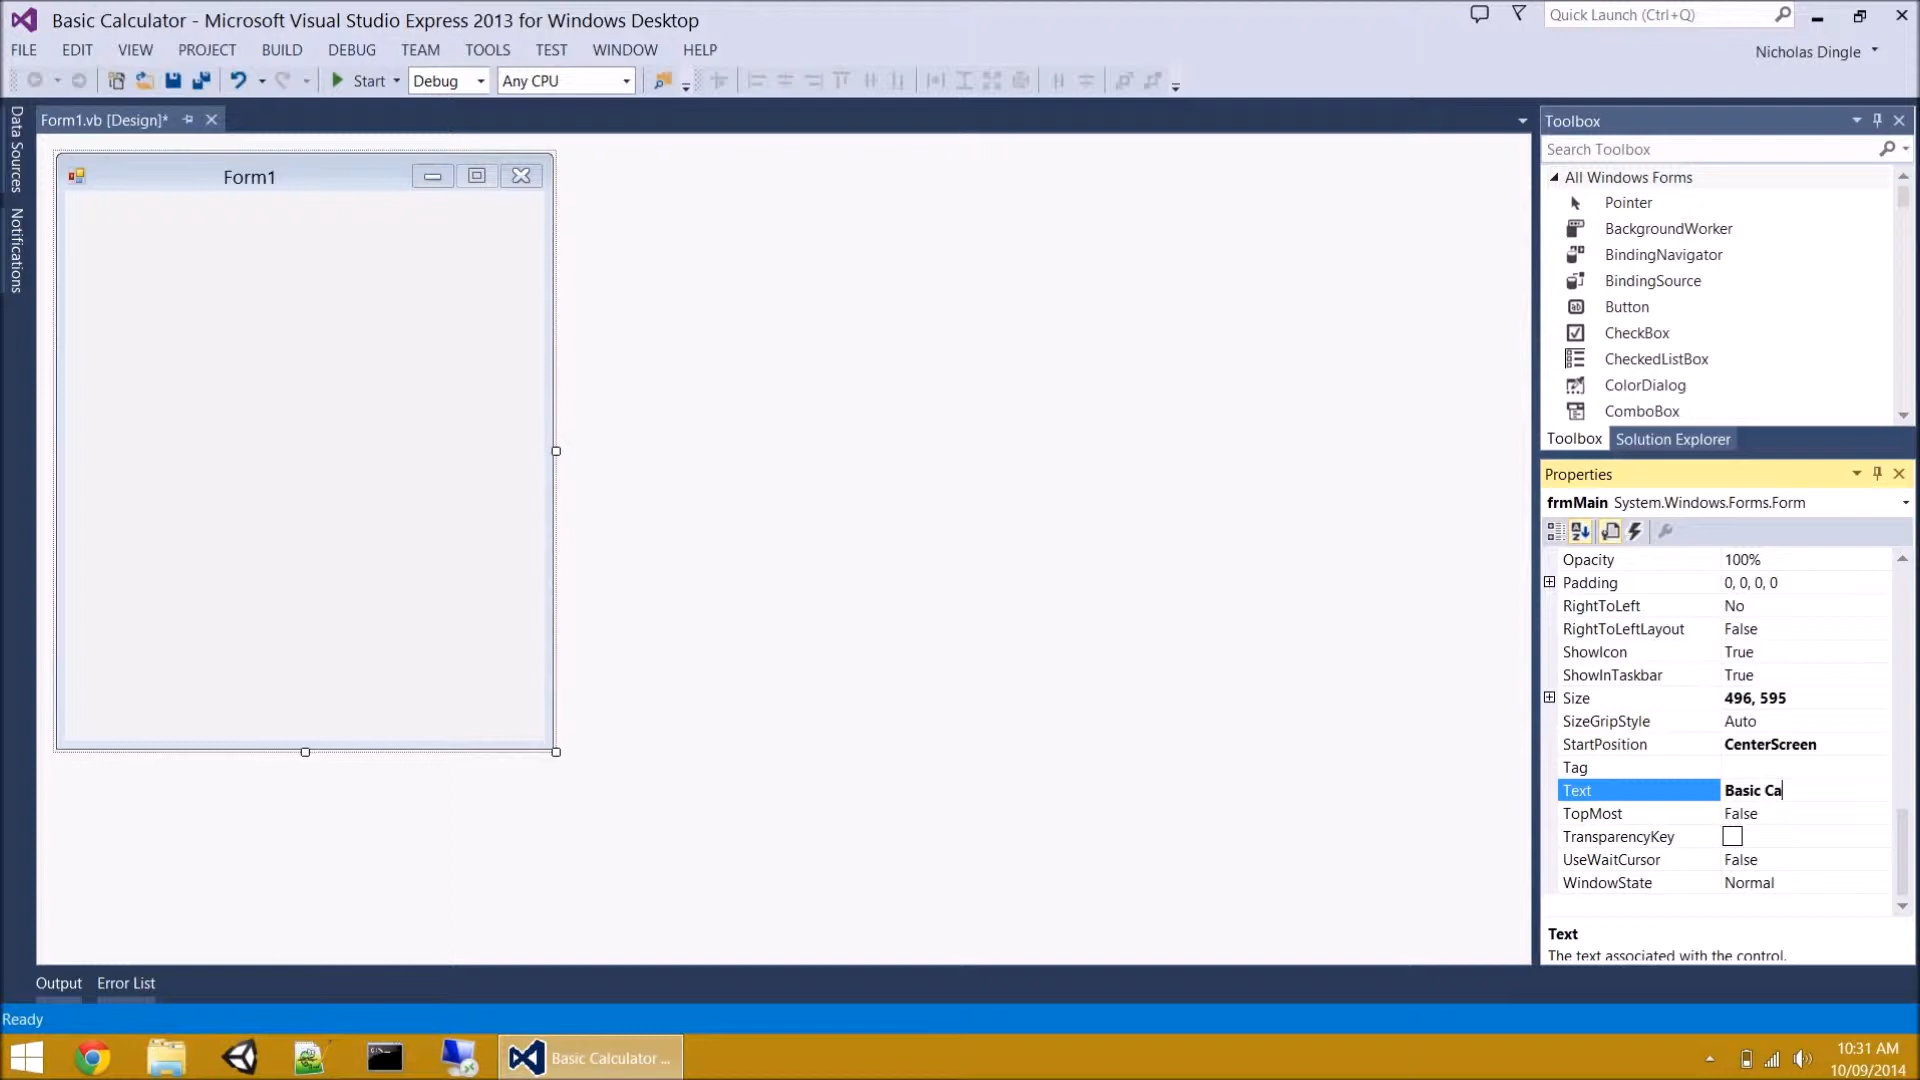 Basic Calculator - Microsoft Visual Studio Express 2013 for Windows Desktop
Quick Launch (Ctrl+Q)
FILE EDIT VIEW PROJECT BUILD DEBUG TEAM TOOLS TEST WINDOW HELP
Nicholas Dingle
Start Debug Any CPU
Data Sources
Notifications
Form1.vb [Design]*
Form1
Toolbox
Search Toolbox
All Windows Forms
Pointer
BackgroundWorker
BindingNavigator
BindingSource
Button
CheckBox
CheckedListBox
ColorDialog
ComboBox
Toolbox Solution Explorer
Properties
frmMain System.Windows.Forms.Form
Opacity 100%
Padding 0, 0, 0, 0
RightToLeft No
RightToLeftLayout False
ShowIcon True
ShowInTaskbar True
Size 496, 595
SizeGripStyle Auto
StartPosition CenterScreen
Tag
Text Basic Ca
TopMost False
TransparencyKey
UseWaitCursor False
WindowState Normal
Text
The text associated with the control.
Output Error List
Ready
Basic Calculator ...
10:31 AM
10/09/2014